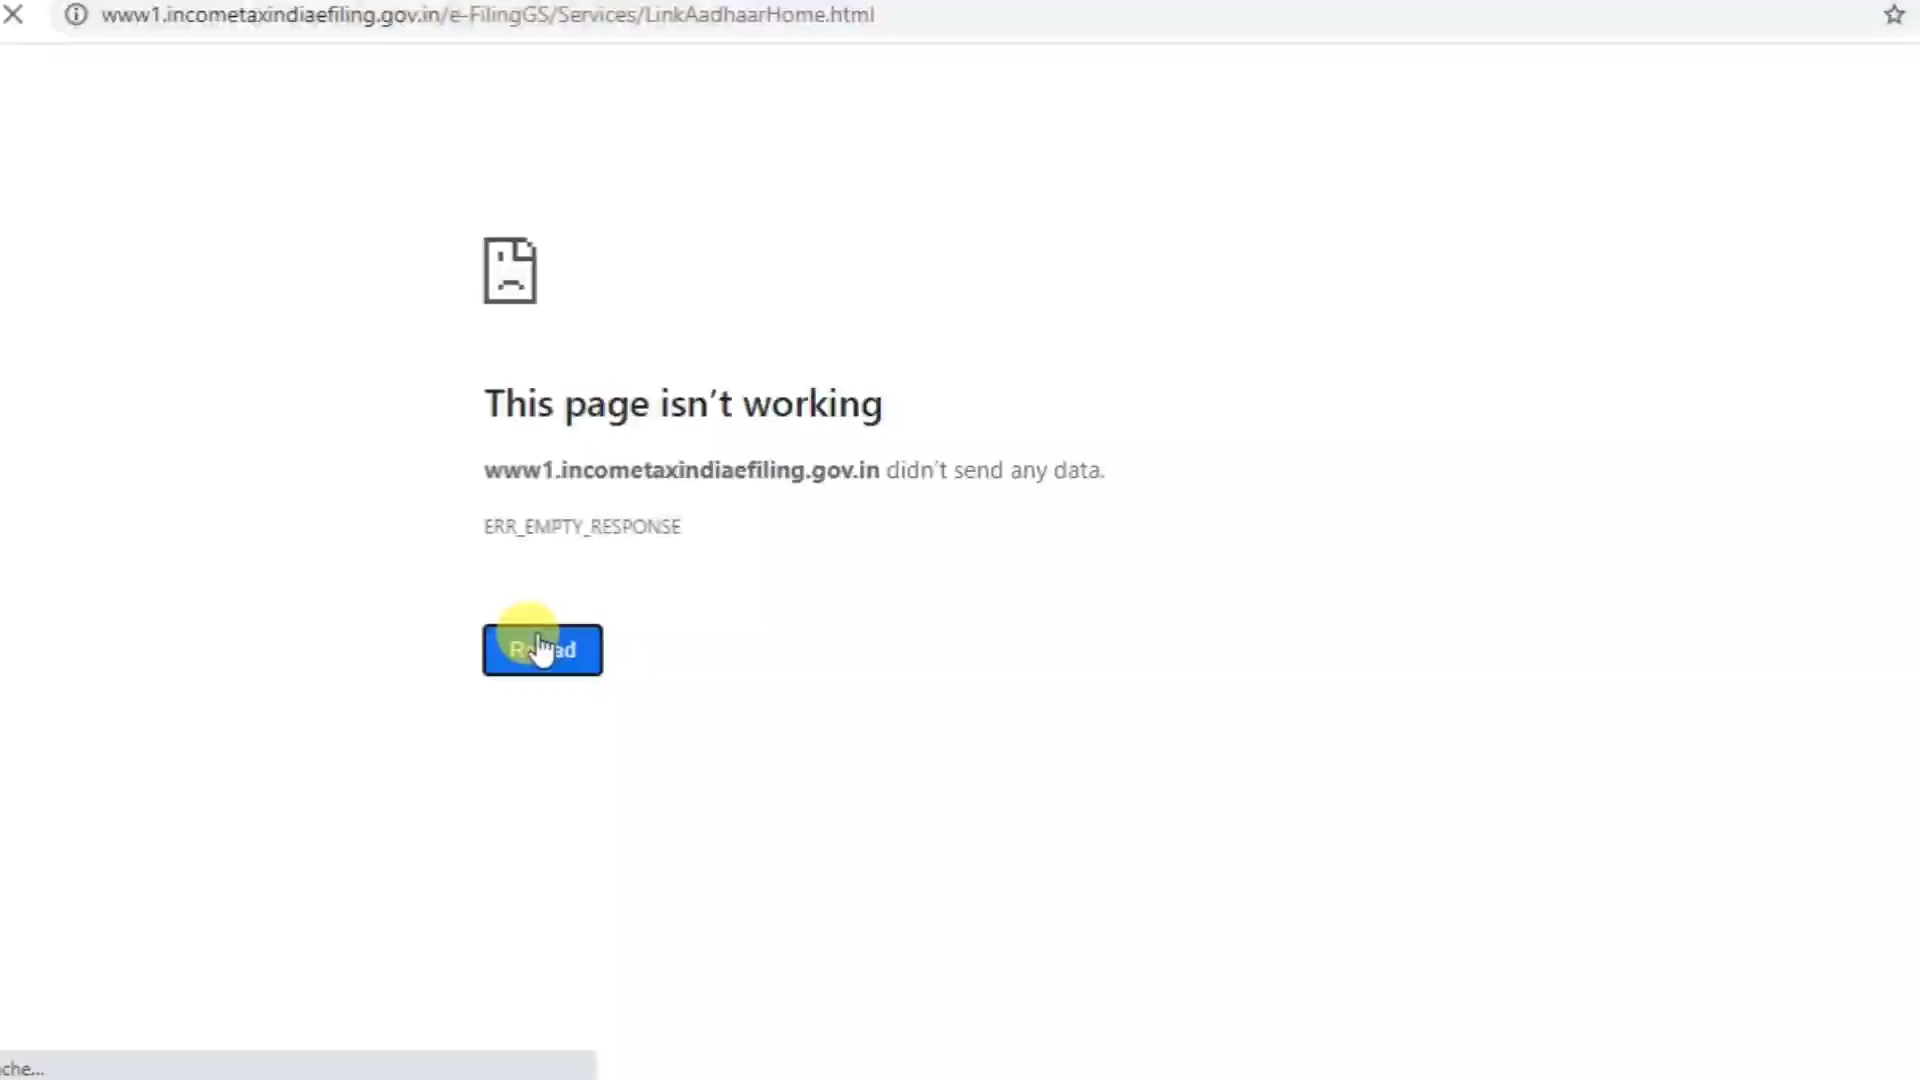 www1.incometaxindiaefiling.gov.in/e-FilingGS/Services/LinkAadhaarHome.html
This page isn’t working
www1.incometaxindiaefiling.gov.in didn’t send any data.
ERR_EMPTY_RESPONSE
che...